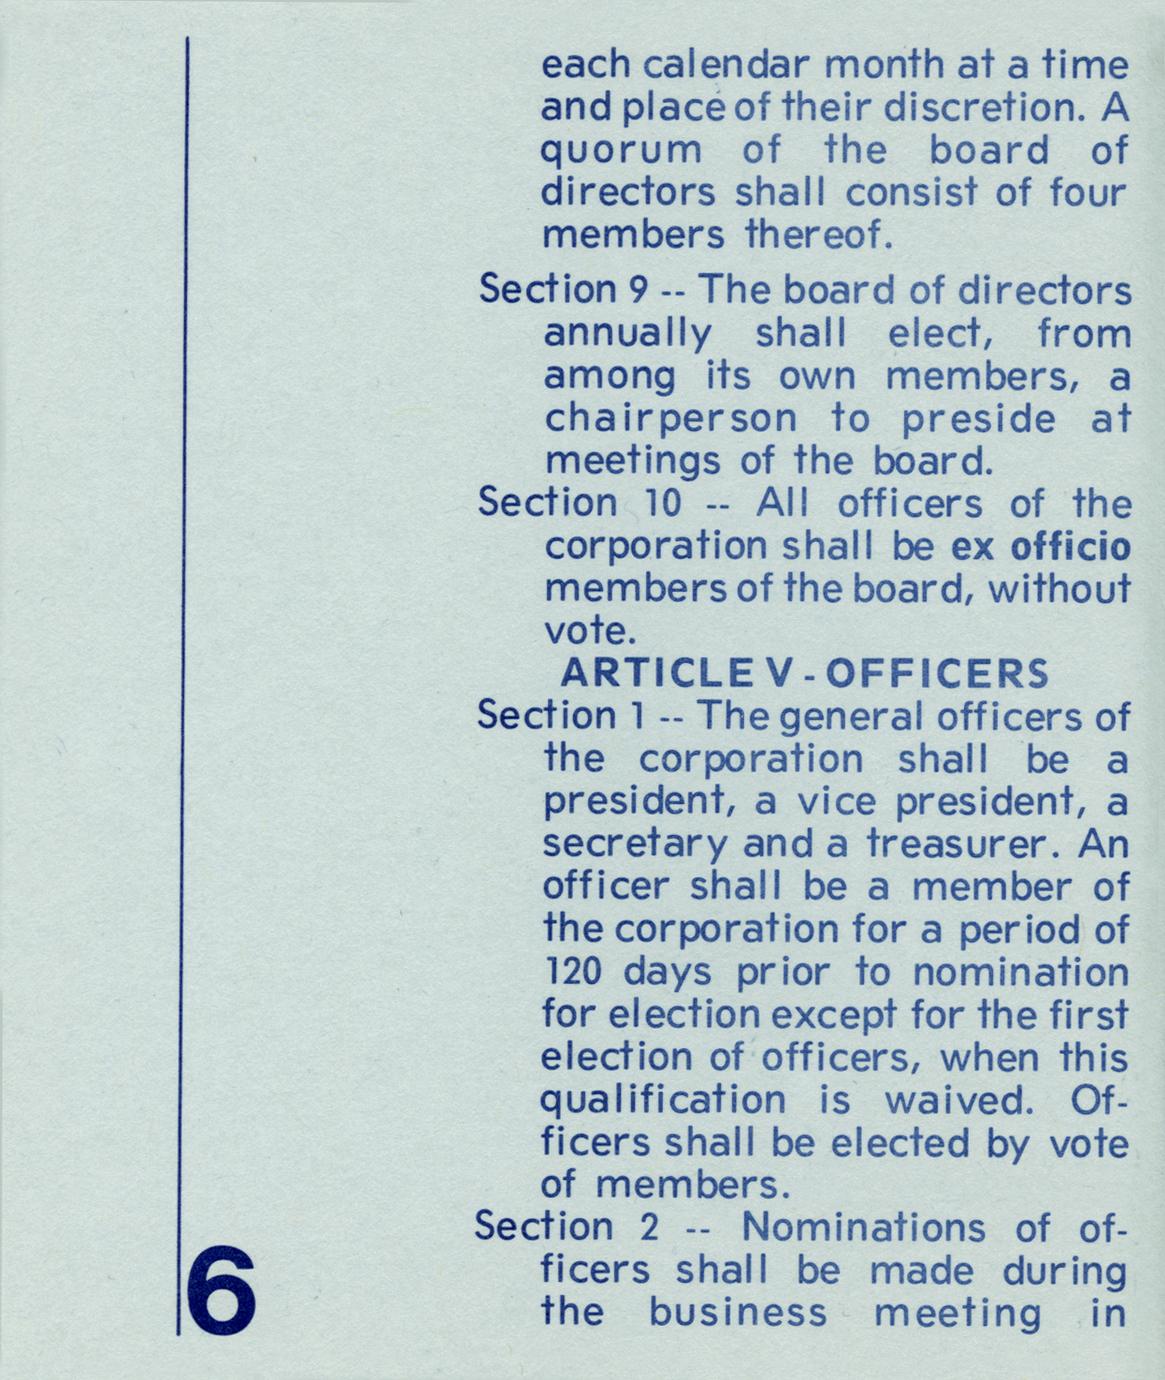 each calendar month at a time
and place of their discretion. A
quorum of the board of
directors shall consist of four
members thereof.
Section 9 -- The board of directors
annually shall elect, from
among its own members, a
chairperson to preside at
meetings of the board.
Section 10 -- All officers of the
corporation shall be ex officio
members of the board, without
vote.
ARTICLE V - OFFICERS
Section 1 -- The general officers of
the corporation shall be a
president, a vice president, a
secretary and a treasurer. An
officer shall be a member of
the corporation for a period of
120 days prior to nomination
for election except for the first
election of officers, when this
qualification is waived. Of-
ficers shall be elected by vote
of members.
Section 2 -- Nominations of of-
ficers shall be made during
the business meeting in
6